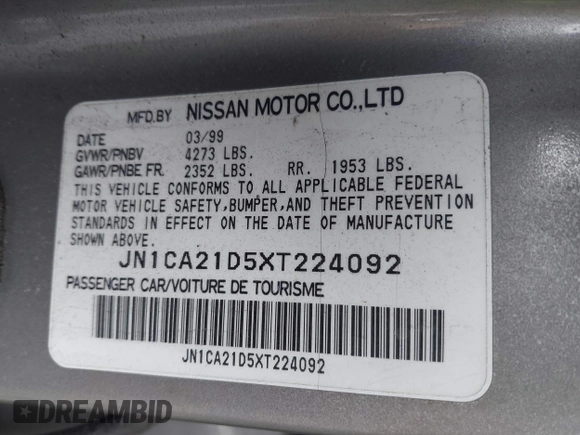 MFD.BY NISSAN MOTOR CO.,LTD
DATE 03/99
GVWR/PNBV 4273 LBS.
GAWR/PNBE FR. 2352 LBS. RR. 1953 LBS.
THIS VEHICLE CONFORMS TO ALL APPLICABLE FEDERAL
MOTOR VEHICLE SAFETY,BUMPER,AND THEFT PREVENTION
STANDARDS IN EFFECT ON THE DATE OF MANUFACTURE
SHOWN ABOVE.
JN1CA21D5XT224092
PASSENGER CAR/VOITURE DE TOURISME
JN1CA21D5XT224092
DREAMBID